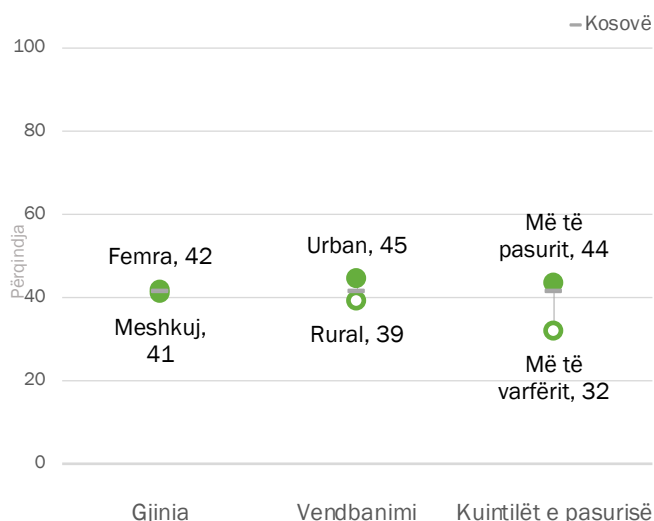 Kosovë
100
80
60
40
20
0
Përqindja
Femra, 42
Meshkuj,
41
Urban, 45
Rural, 39
Më të
pasurit, 44
Më të
varfërit, 32
Gjinia
Vendbanimi
Kuintilët e pasurisë